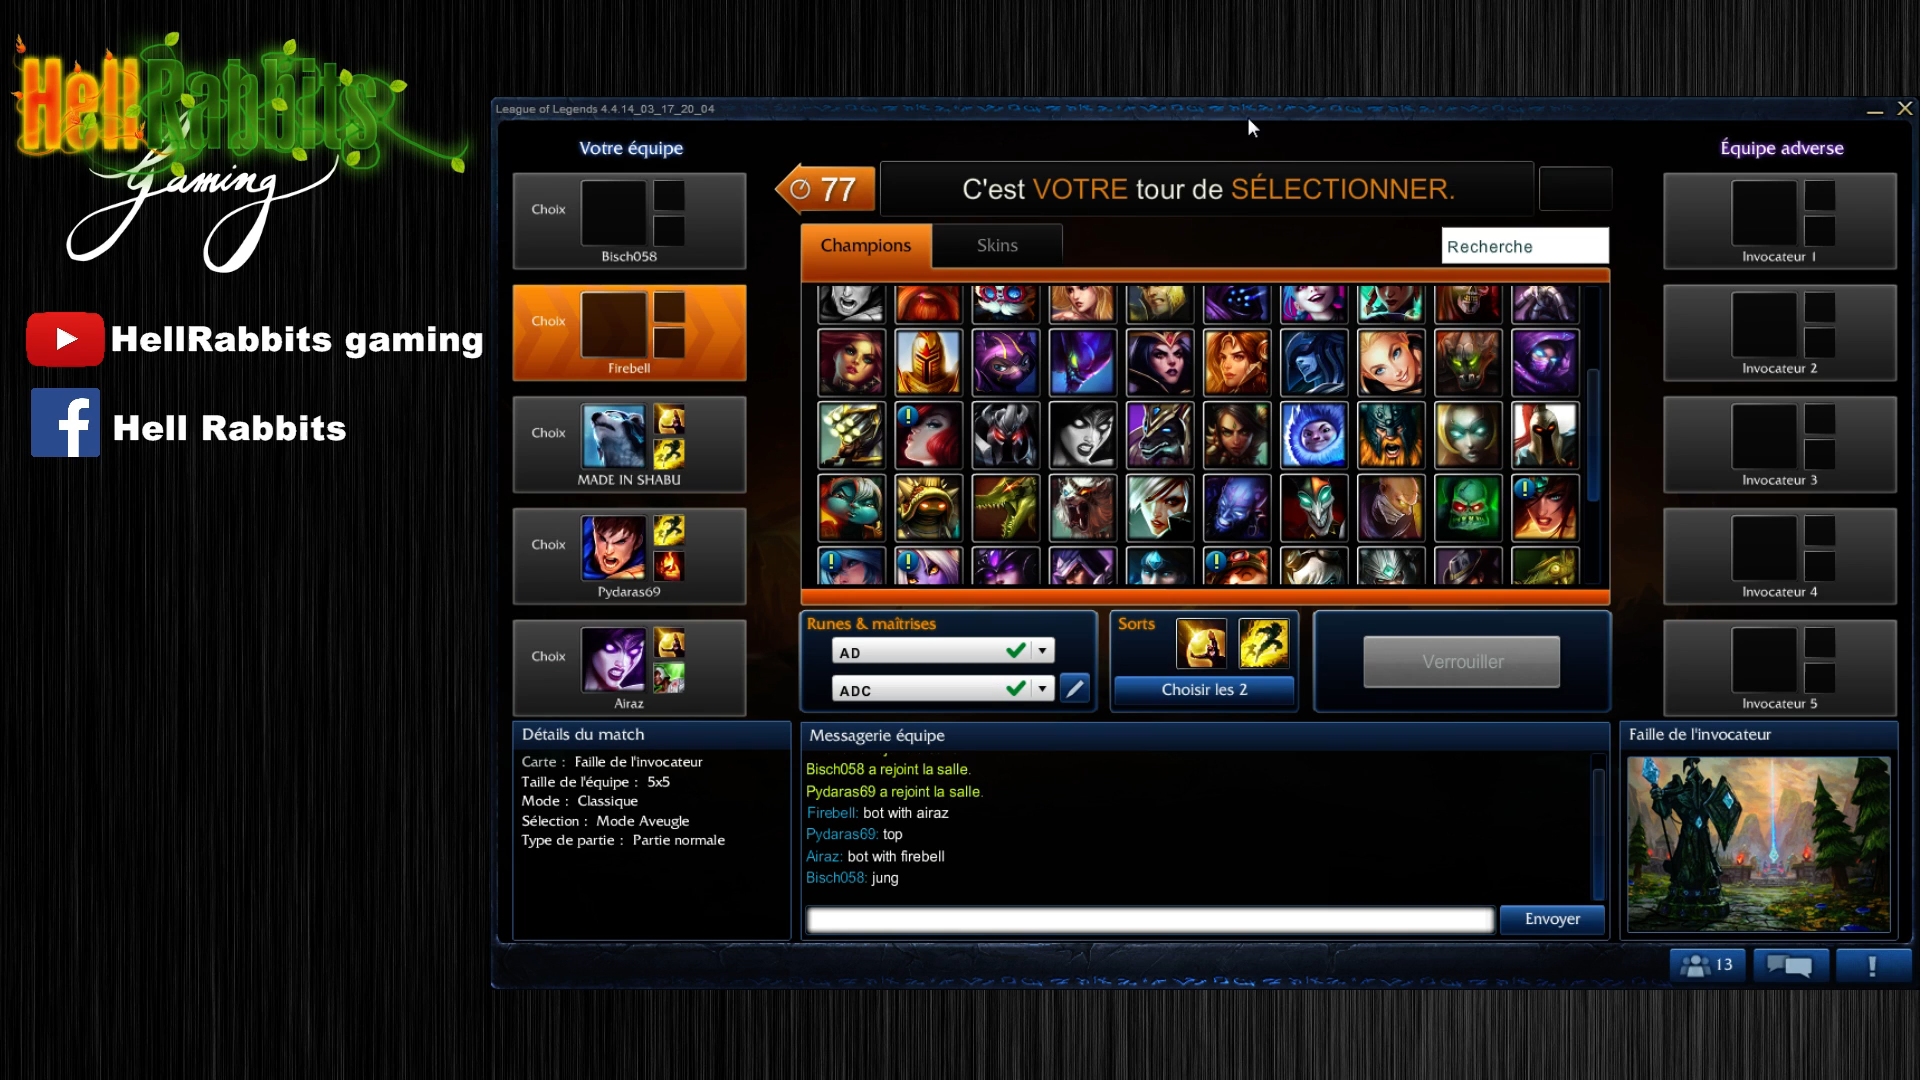 HellRabbits
gaming
HellRabbits gaming
Hell Rabbits
League of Legends 4.4.14_03_17_20_04
Votre équipe
Choix
Bisch058
Choix
Firebell
Choix
MADE IN SHABU
Choix
Pydaras69
Choix
Airaz
77
C'est VOTRE tour de SÉLECTIONNER.
Champions
Skins
Recherche
Runes & maîtrises
AD
ADC
Sorts
Choisir les 2
Verrouiller
Équipe adverse
Invocateur 1
Invocateur 2
Invocateur 3
Invocateur 4
Invocateur 5
Détails du match
Carte : Faille de l'invocateur
Taille de l'équipe : 5x5
Mode : Classique
Sélection : Mode Aveugle
Type de partie : Partie normale
Messagerie équipe
Bisch058 a rejoint la salle.
Pydaras69 a rejoint la salle.
Firebell: bot with airaz
Pydaras69: top
Airaz: bot with firebell
Bisch058: jung
Envoyer
Faille de l'invocateur
13